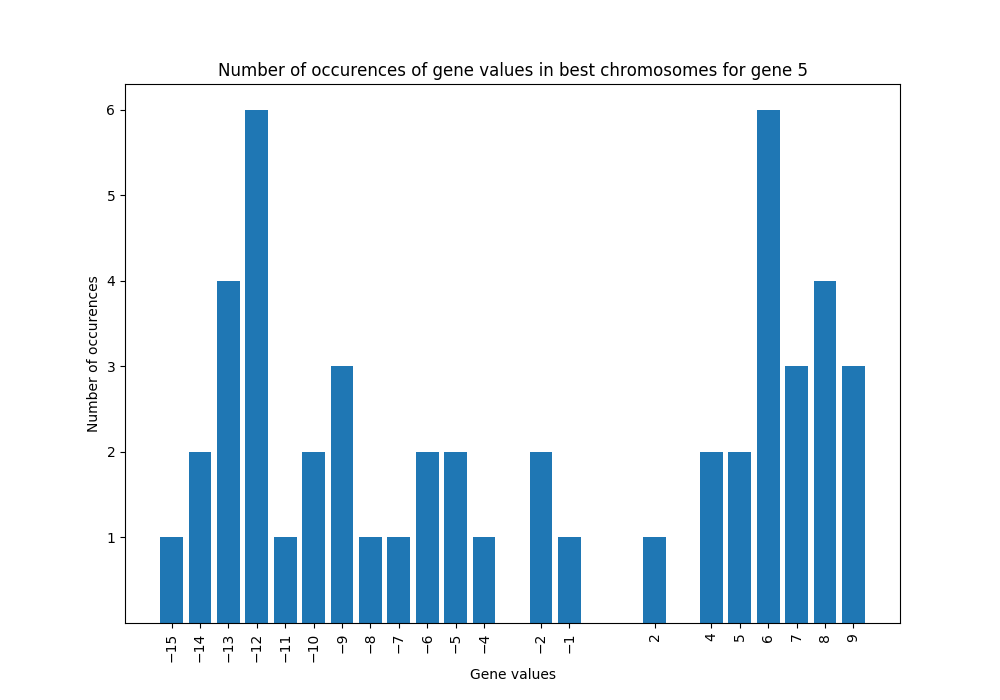 Number of occurences of gene values in best chromosomes for gene 5
Number of occurences
6
5
4
3
2
1
−15 −14 −13 −12 −11 −10 −9 −8 −7 −6 −5 −4 −2 −1 2 4 5 6 7 8 9
Gene values